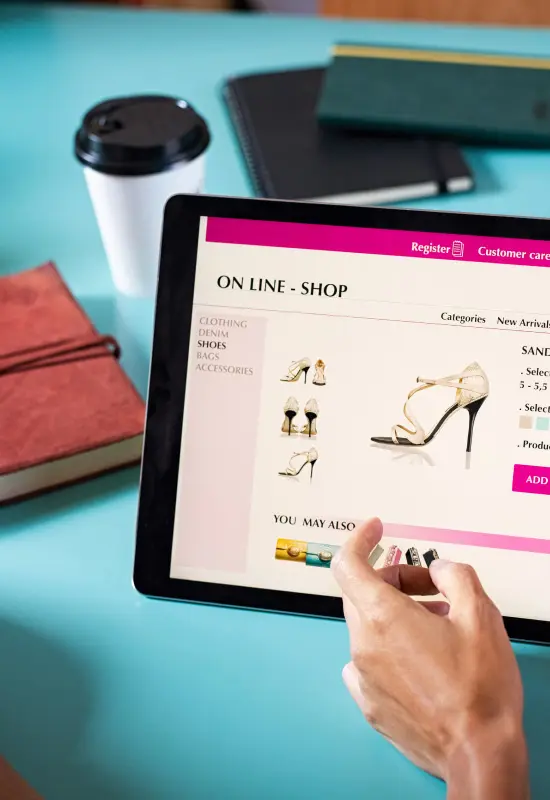 Register Customer care
ON LINE - SHOP
Categories New Arrivals
CLOTHING
DENIM
SHOES
BAGS
ACCESSORIES
SAND
. Select
5 - 5,5
. Select
. Produ
ADD
YOU MAY ALSO